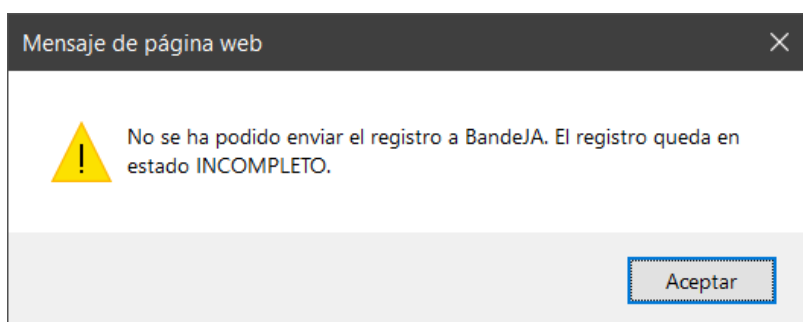 Mensaje de página web
No se ha podido enviar el registro a BandeJA. El registro queda en
estado INCOMPLETO.
Aceptar